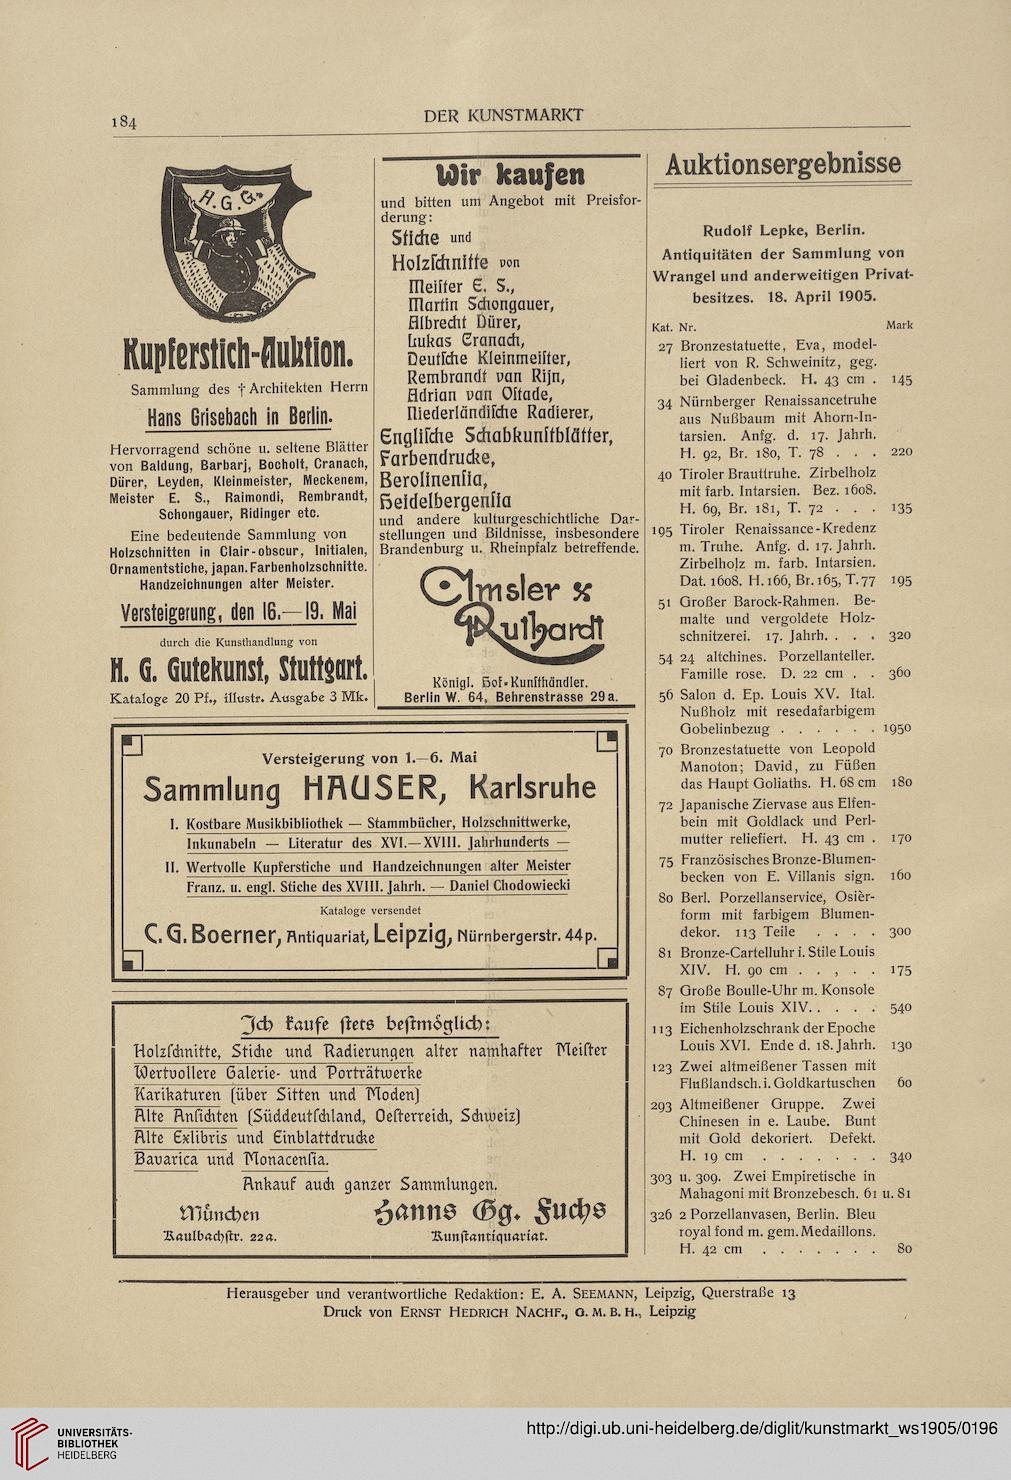 184
DER KUNSTMARKT
H. G. G.
Kupferstich-Auktion.
Sammlung des † Architekten Herrn
Hans Grisebach in Berlin.
Hervorragend schöne u. seltene Blätter
von Baldung, Barbarj, Bocholt, Cranach,
Dürer, Leyden, Kleinmeister, Meckenem,
Meister E. S., Raimondi, Rembrandt,
Schongauer, Ridinger etc.
Eine bedeutende Sammlung von
Holzschnitten in Clair-obscur, Initialen,
Ornamentstiche, japan. Farbenholzschnitte.
Handzeichnungen alter Meister.
Versteigerung, den 16.—19. Mai
durch die Kunsthandlung von
H. G. Gutekunst, Stuttgart.
Kataloge 20 Pf., illustr. Ausgabe 3 Mk.
Wir kaufen
und bitten um Angebot mit Preisfor-
derung:
Stiche und
Holzschnitte von
Meister E. S.,
Martin Schongauer,
Albrecht Dürer,
Lukas Cranach,
Deutsche Kleinmeister,
Rembrandt van Rijn,
Adrian van Ostade,
Niederländische Radierer,
Englische Schabkunstblätter,
Farbendrucke,
Berolinensia,
Heidelbergensia
und andere kulturgeschichtliche Dar-
stellungen und Bildnisse, insbesondere
Brandenburg u. Rheinpfalz betreffende.
Amsler &
Ruthardt
Königl. Hof-Kunsthändler.
Berlin W. 64, Behrenstrasse 29a.
Versteigerung von 1.—6. Mai
Sammlung HAUSER, Karlsruhe
I. Kostbare Musikbibliothek — Stammbücher, Holzschnittwerke,
Inkunabeln — Literatur des XVI.—XVIII. Jahrhunderts —
II. Wertvolle Kupferstiche und Handzeichnungen alter Meister
Franz. u. engl. Stiche des XVIII. Jahrh. — Daniel Chodowiecki
Kataloge versendet
C. G. Boerner, Antiquariat, Leipzig, Nürnbergerstr. 44p.
Ich kaufe stets bestmöglich:
Holzschnitte, Stiche und Radierungen alter namhafter Meister
Wertvollere Galerie- und Porträtwerke
Karikaturen (über Sitten und Moden)
Alte Ansichten (Süddeutschland, Oesterreich, Schweiz)
Alte Exlibris und Einblattdrucke
Bavarica und Monacensia.
Ankauf auch ganzer Sammlungen.
München Hanns Gg. Fuchs
Kaulbachstr. 22a. Kunstantiquariat.
Auktionsergebnisse
Rudolf Lepke, Berlin.
Antiquitäten der Sammlung von
Wrangel und anderweitigen Privat-
besitzes. 18. April 1905.
Kat. Nr. Mark
27 Bronzestatuette, Eva, model-
liert von R. Schweinitz, geg.
bei Gladenbeck. H. 43 cm . 145
34 Nürnberger Renaissancetruhe
aus Nußbaum mit Ahorn-In-
tarsien. Anfg. d. 17. Jahrh.
H. 92, Br. 180, T. 78 . . . 220
40 Tiroler Brauttruhe. Zirbelholz
mit farb. Intarsien. Bez. 1608.
H. 69, Br. 181, T. 72 . . . 135
195 Tiroler Renaissance-Kredenz
m. Truhe. Anfg. d. 17. Jahrh.
Zirbelholz m. farb. Intarsien.
Dat. 1608. H. 166, Br. 165, T. 77 195
51 Großer Barock-Rahmen. Be-
malte und vergoldete Holz-
schnitzerei. 17. Jahrh. . . . 320
54 24 altchines. Porzellanteller.
Famille rose. D. 22 cm . . 360
56 Salon d. Ep. Louis XV. Ital.
Nußholz mit resedafarbigem
Gobelinbezug . . . . . . 1950
70 Bronzestatuette von Leopold
Manoton; David, zu Füßen
das Haupt Goliaths. H. 68 cm 180
72 Japanische Ziervase aus Elfen-
bein mit Goldlack und Perl-
mutter reliefiert. H. 43 cm . 170
75 Französisches Bronze-Blumen-
becken von E. Villanis sign. 160
80 Berl. Porzellanservice, Osièr-
form mit farbigem Blumen-
dekor. 113 Teile . . . . 300
81 Bronze-Cartelluhr i. Stile Louis
XIV. H. 90 cm . . , . . 175
87 Große Boulle-Uhr m. Konsole
im Stile Louis XIV. . . . . 540
113 Eichenholzschrank der Epoche
Louis XVI. Ende d. 18. Jahrh. 130
123 Zwei altmeißener Tassen mit
Flußlandsch. i. Goldkartuschen 60
293 Altmeißener Gruppe. Zwei
Chinesen in e. Laube. Bunt
mit Gold dekoriert. Defekt.
H. 19 cm . . . . . . . 340
303 u. 309. Zwei Empiretische in
Mahagoni mit Bronzebesch. 61 u. 81
326 2 Porzellanvasen, Berlin. Bleu
royal fond m. gem. Medaillons.
H. 42 cm . . . . . . . 80
Herausgeber und verantwortliche Redaktion: E. A. SEEMANN, Leipzig, Querstraße 13
Druck von ERNST HEDRICH NACHF., G. M. B. H., Leipzig
UNIVERSITÄTS-
BIBLIOTHEK
HEIDELBERG
http://digi.ub.uni-heidelberg.de/diglit/kunstmarkt_ws1905/0196